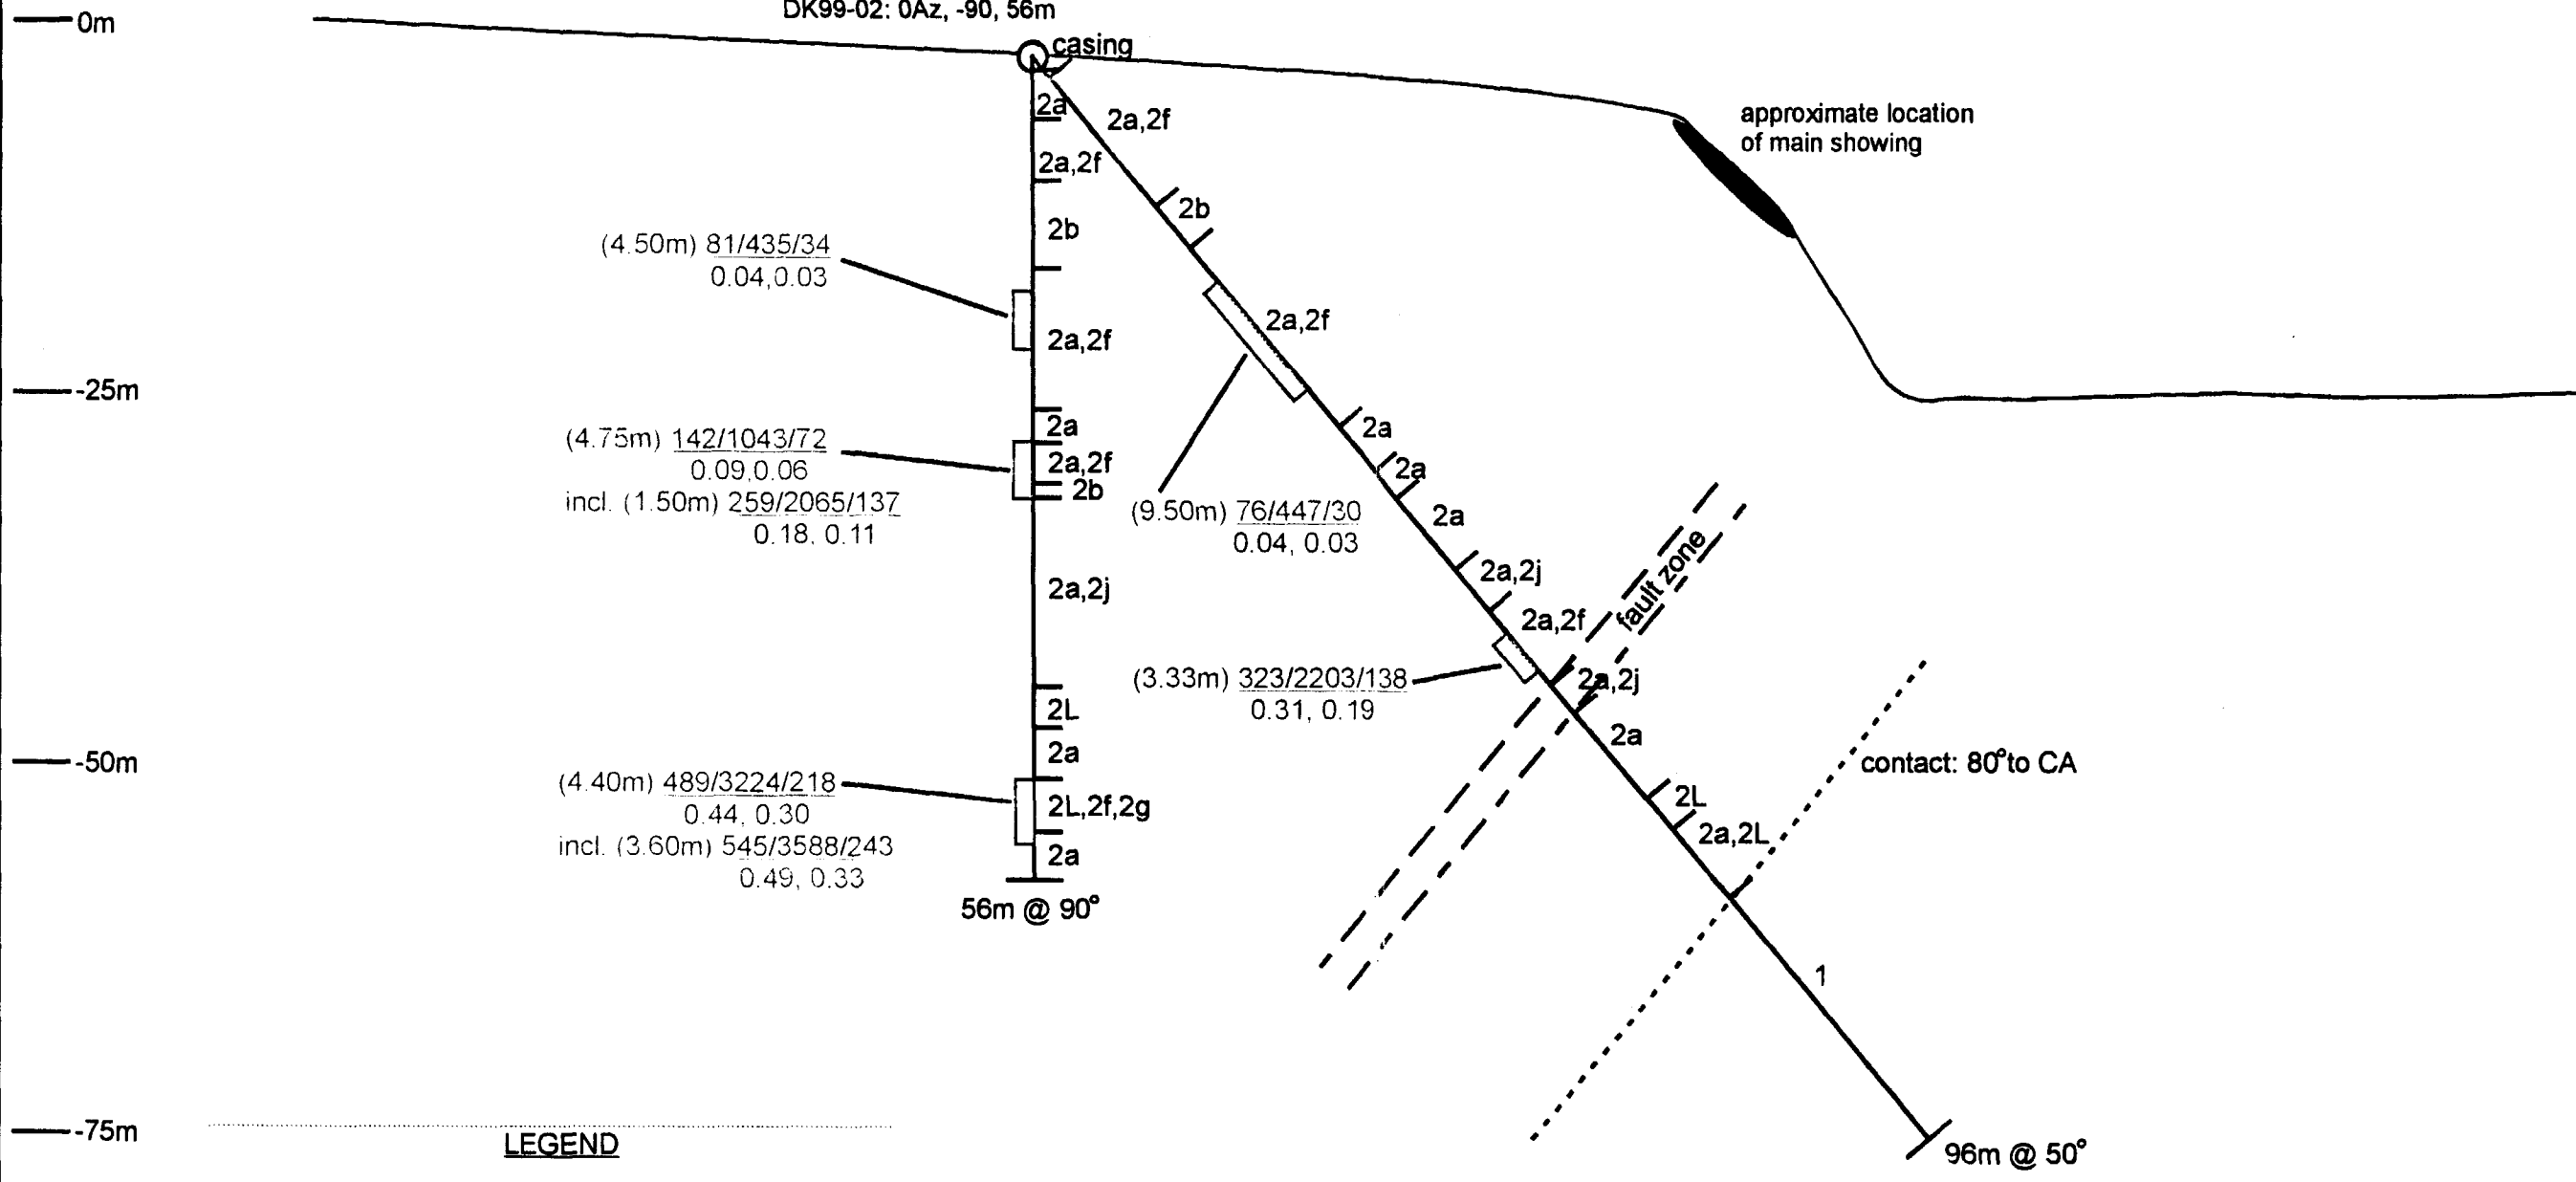 DK99-02: 0Az, -90, 56m
0m
casing
2a
2a,2f
approximate location
of main showing
2a,2f
2b
2b
(4.50m) 81/435/34
0.04,0.03
2a,2f
2a,2f
-25m
2a
2a
(4.75m) 142/1043/72
0.09,0.06
2a,2f
2a
2b
incl. (1.50m) 259/2065/137
0.18, 0.11
(9.50m) 76/447/30
0.04, 0.03
2a
2a,2j
2a,2j
fault zone
2a,2f
(3.33m) 323/2203/138
0.31, 0.19
2a,2j
2L
2a
2a
-50m
contact: 80°to CA
(4.40m) 489/3224/218
0.44, 0.30
2L,2f,2g
2L
2a,2L
incl. (3.60m) 545/3588/243
0.49, 0.33
2a
56m @ 90°
1
-75m
LEGEND
96m @ 50°